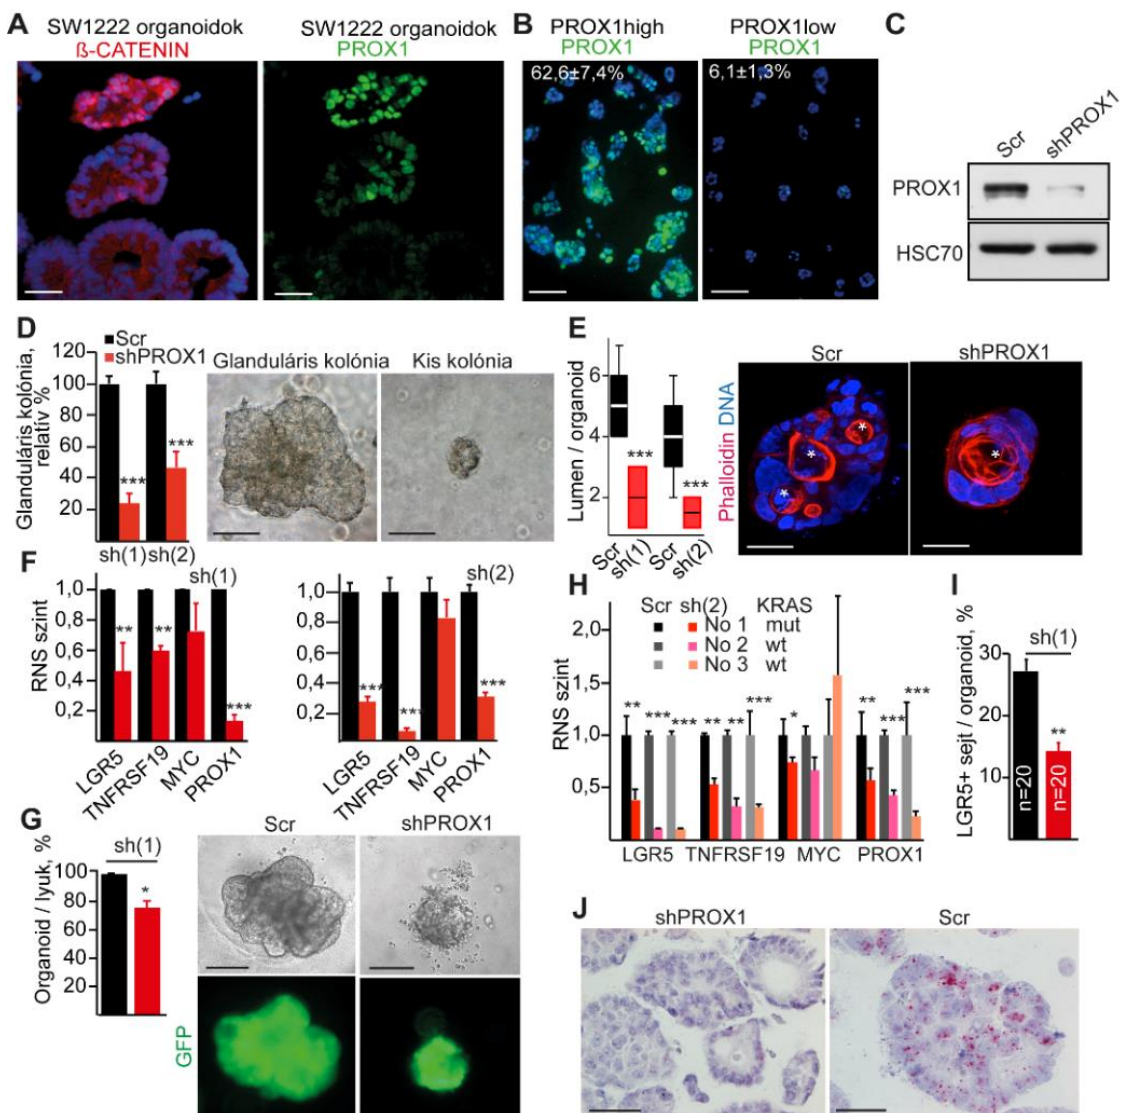 A
SW1222 organoidok
ß-CATENIN
SW1222 organoidok
PROX1
B
PROX1high
PROX1
62,6±7,4%
PROX1low
PROX1
6,1±1,3%
C
Scr
shPROX1
PROX1
HSC70
D
Scr
shPROX1
Glanduláris kolónia,
relatív %
120
100
80
60
40
20
***
***
sh(1)
sh(2)
Glanduláris kolónia
Kis kolónia
E
Lumen / organoid
6
4
2
***
***
Scr
sh(1)
Scr
sh(2)
Phalloidin DNA
Scr
shPROX1
*
*
*
*
F
RNS szint
1,0
0,8
0,6
0,4
0,2
sh(1)
**
**
***
LGR5
TNFRSF19
MYC
PROX1
1,0
0,8
0,6
0,4
0,2
sh(2)
***
***
***
LGR5
TNFRSF19
MYC
PROX1
G
Organoid / lyuk, %
sh(1)
100
80
60
40
20
*
Scr
shPROX1
GFP
H
Scr sh(2) KRAS
No 1 mut
No 2 wt
No 3 wt
RNS szint
2,0
1,5
1,0
0,5
** *** ***
** ** ***
*
** *** ***
LGR5 TNFRSF19 MYC PROX1
I
LGR5+ sejt / organoid, %
sh(1)
30
20
10
**
n=20
n=20
J
shPROX1
Scr